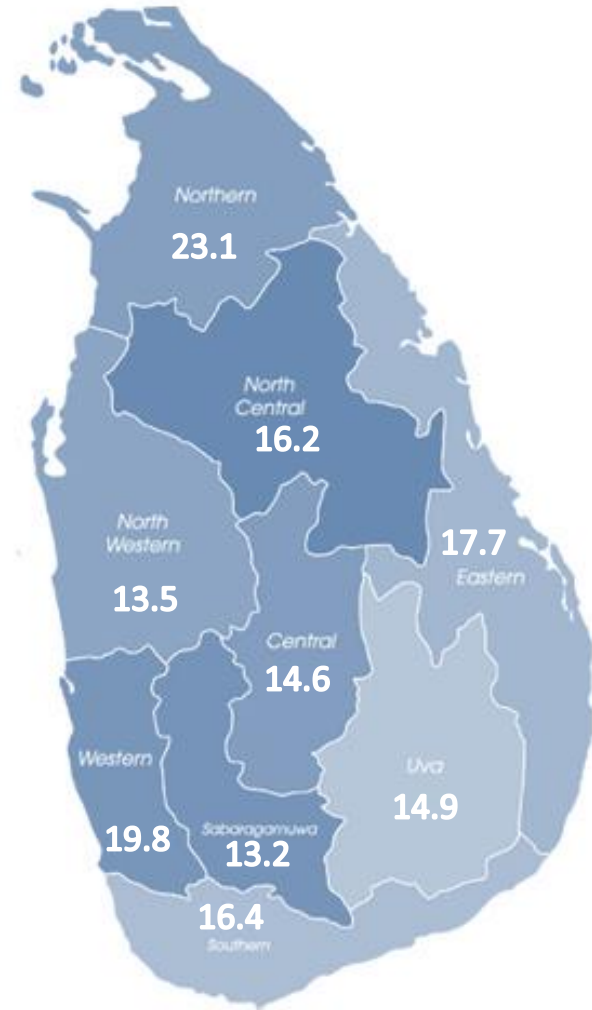 Northern
23.1
North
Central
16.2
North
Western
13.5
17.7
Eastern
Central
14.6
Western
19.8
Uva
14.9
Sabaragamuwa
13.2
16.4
Southern